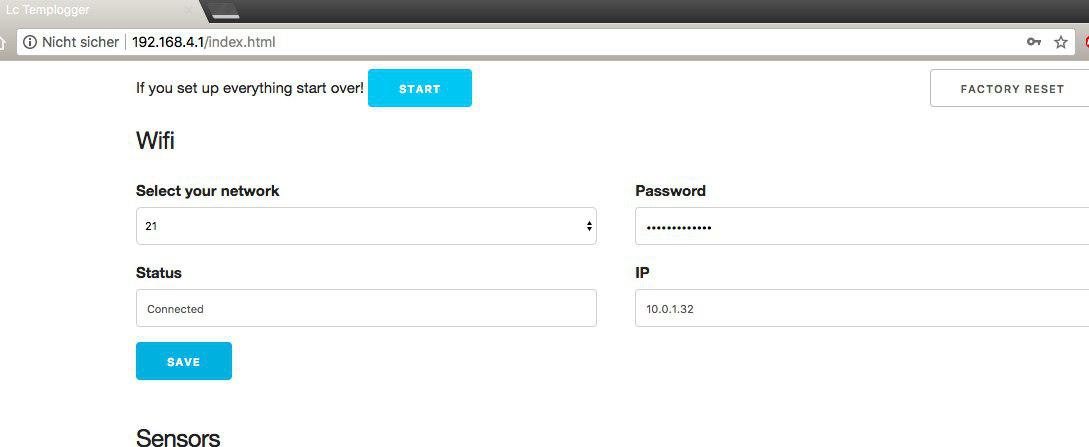 Lc Templogger
Nicht sicher 192.168.4.1/index.html
If you set up everything start over! START FACTORY RESET
Wifi
Select your network Password
21 •••••••••••••
Status IP
Connected 10.0.1.32
SAVE
Sensors